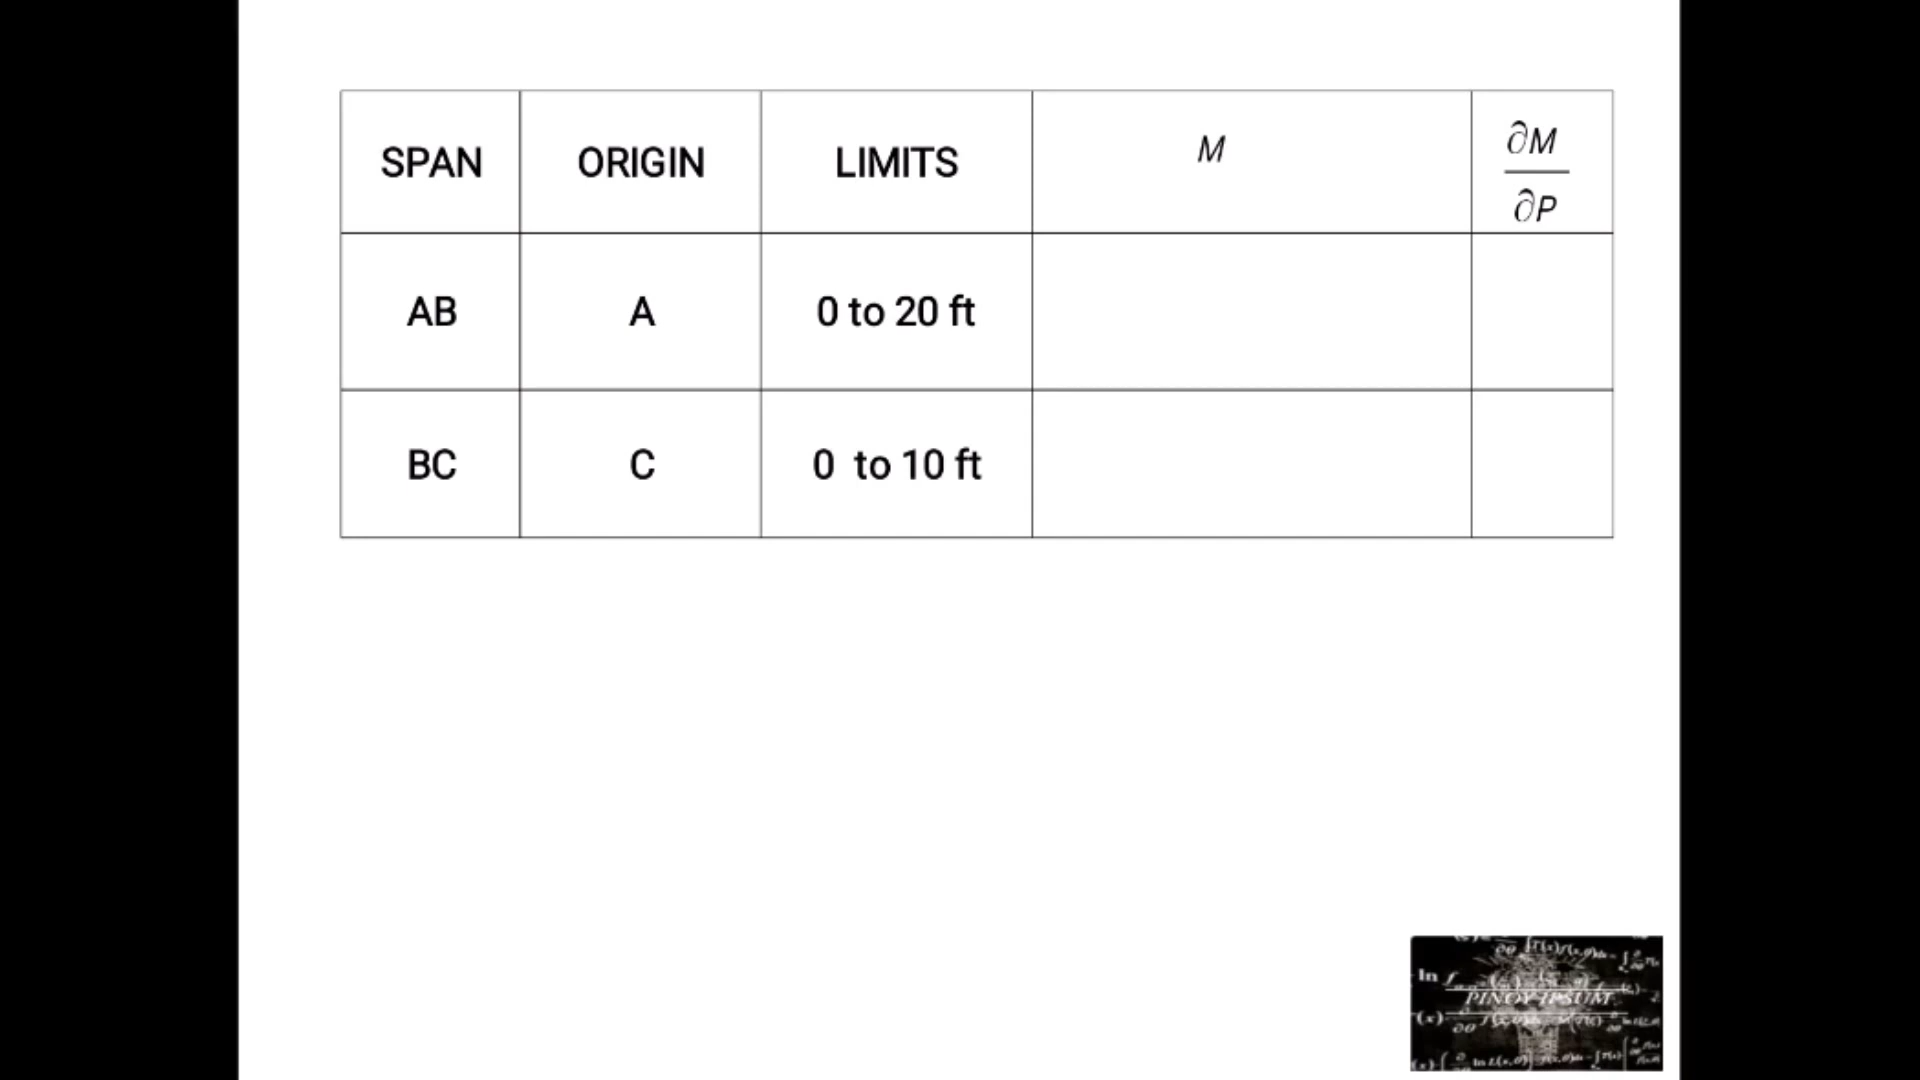 SPAN ORIGIN LIMITS M ∂M/∂P
AB A 0 to 20 ft
BC C 0 to 10 ft
PINOY IPSUM